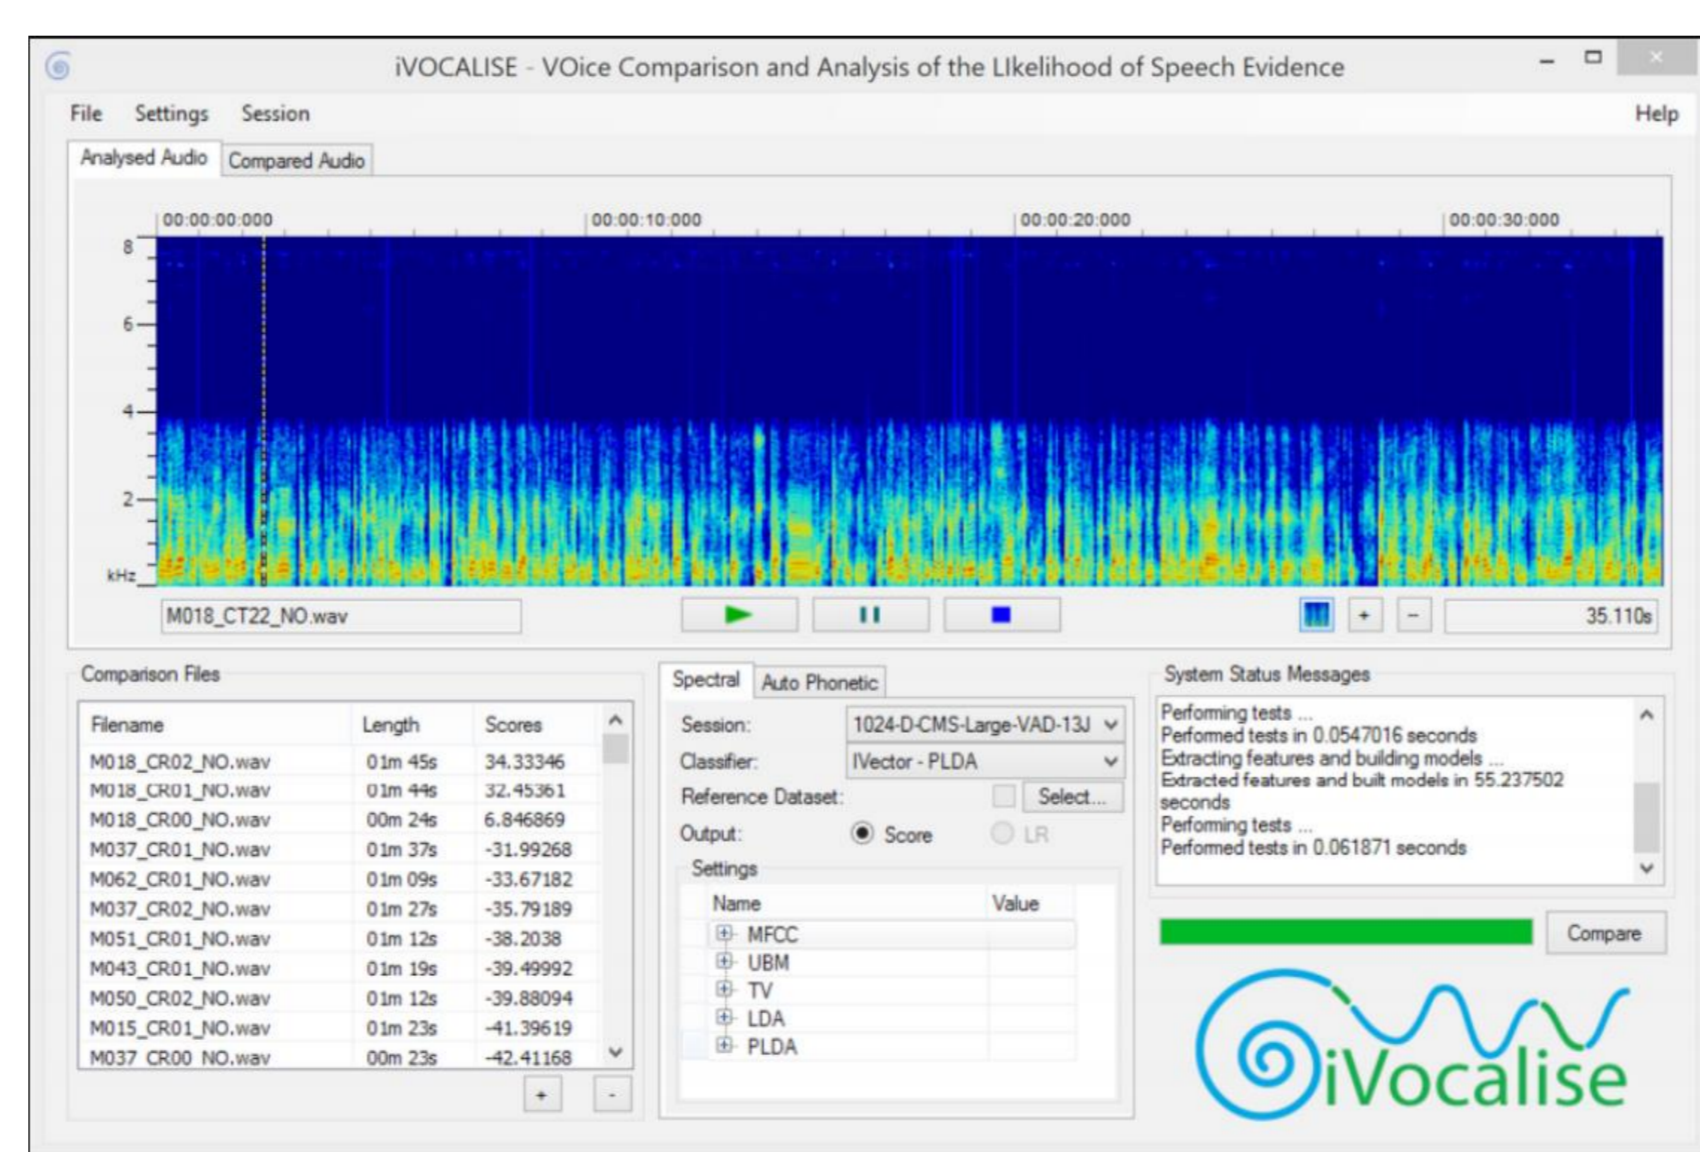 iVOCALISE - VOice Comparison and Analysis of the LIkelihood of Speech Evidence
File Settings Session Help
Analysed Audio Compared Audio
00:00:00:000 00:00:10:000 00:00:20:000 00:00:30:000
8
6
4
2
kHz
M018_CT22_NO.wav + - 35.110s
Comparison Files
Filename Length Scores
M018_CR02_NO.wav 01m 45s 34.33346
M018_CR01_NO.wav 01m 44s 32.45361
M018_CR00_NO.wav 00m 24s 6.846869
M037_CR01_NO.wav 01m 37s -31.99268
M062_CR01_NO.wav 01m 09s -33.67182
M037_CR02_NO.wav 01m 27s -35.79189
M051_CR01_NO.wav 01m 12s -38.2038
M043_CR01_NO.wav 01m 19s -39.49992
M050_CR02_NO.wav 01m 12s -39.88094
M015_CR01_NO.wav 01m 23s -41.39619
M037_CR00_NO.wav 00m 23s -42.41168
+ -
Spectral Auto Phonetic
Session: 1024-D-CMS-Large-VAD-13J
Classifier: IVector - PLDA
Reference Dataset: Select...
Output: Score LR
Settings
Name Value
MFCC
UBM
TV
LDA
PLDA
System Status Messages
Performing tests ...
Performed tests in 0.0547016 seconds
Extracting features and building models ...
Extracted features and built models in 55.237502
seconds
Performing tests ...
Performed tests in 0.061871 seconds
Compare
iVocalise